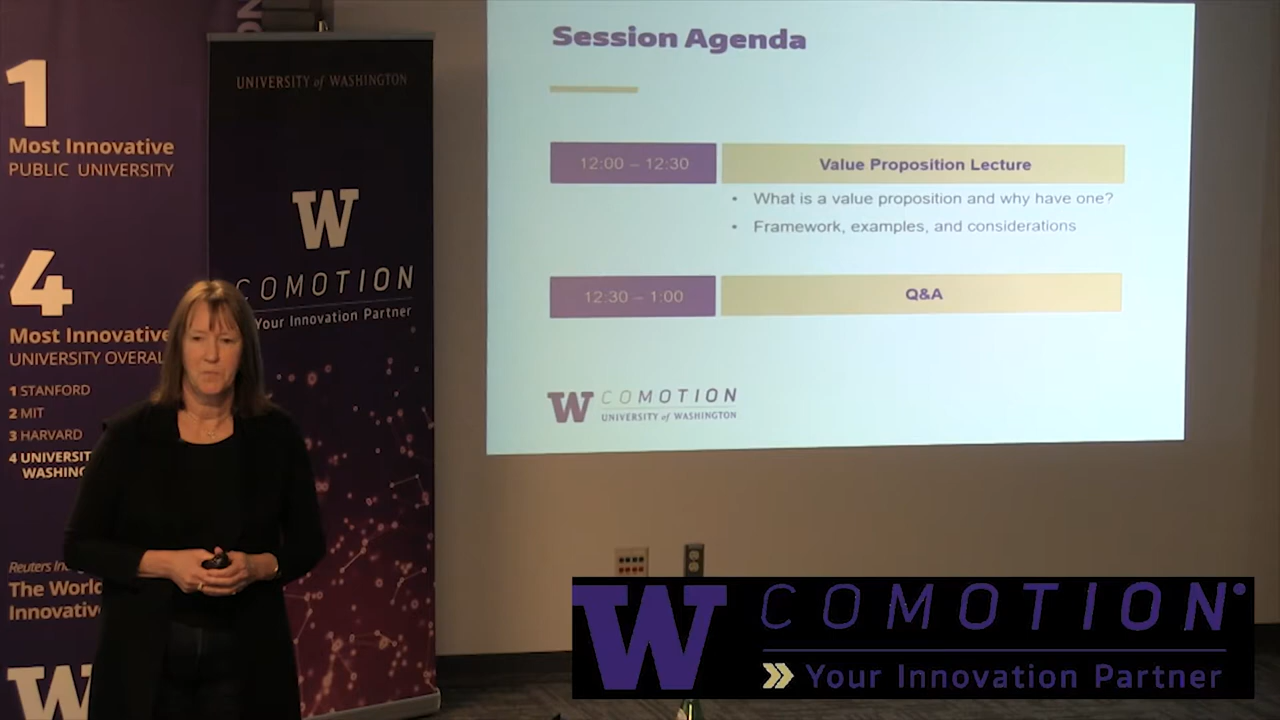 1
Most Innovative
PUBLIC UNIVERSITY
4
Most Innovative
UNIVERSITY OVERAL
1 STANFORD
2 MIT
3 HARVARD
4 UNIVERSIT
WASHING
Reuters
The World
Innovativ
W
UNIVERSITY of WASHINGTON
W
COMOTION
Your Innovation Partner
Session Agenda
12:00 – 12:30
Value Proposition Lecture
• What is a value proposition and why have one?
• Framework, examples, and considerations
12:30 – 1:00
Q&A
W COMOTION
UNIVERSITY of WASHINGTON
W COMOTION
Your Innovation Partner